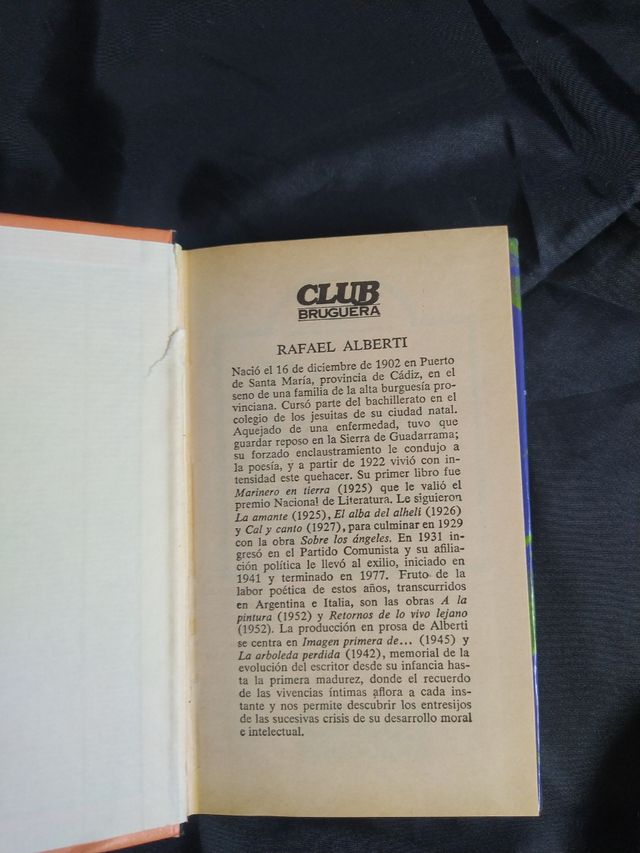 CLUB
BRUGUERA
RAFAEL ALBERTI
Nació el 16 de diciembre de 1902 en Puerto
de Santa María, provincia de Cádiz, en el
seno de una familia de la alta burguesía pro-
vinciana. Cursó parte del bachillerato en el
colegio de los jesuitas de su ciudad natal.
Aquejado de una enfermedad, tuvo que
guardar reposo en la Sierra de Guadarrama;
su forzado enclaustramiento le condujo a
la poesía, y a partir de 1922 vivió con in-
tensidad este quehacer. Su primer libro fue
Marinero en tierra (1925) que le valió el
premio Nacional de Literatura. Le siguieron
La amante (1925), El alba del alhelí (1926)
y Cal y canto (1927), para culminar en 1929
con la obra Sobre los ángeles. En 1931 in-
gresó en el Partido Comunista y su afilia-
ción política le llevó al exilio, iniciado en
1941 y terminado en 1977. Fruto de la
labor poética de estos años, transcurridos
en Argentina e Italia, son las obras A la
pintura (1952) y Retornos de lo vivo lejano
(1952). La producción en prosa de Alberti
se centra en Imagen primera de... (1945) y
La arboleda perdida (1942), memorial de la
evolución del escritor desde su infancia has-
ta la primera madurez, donde el recuerdo
de las vivencias íntimas aflora a cada ins-
tante y nos permite descubrir los entresijos
de las sucesivas crisis de su desarrollo moral
e intelectual.